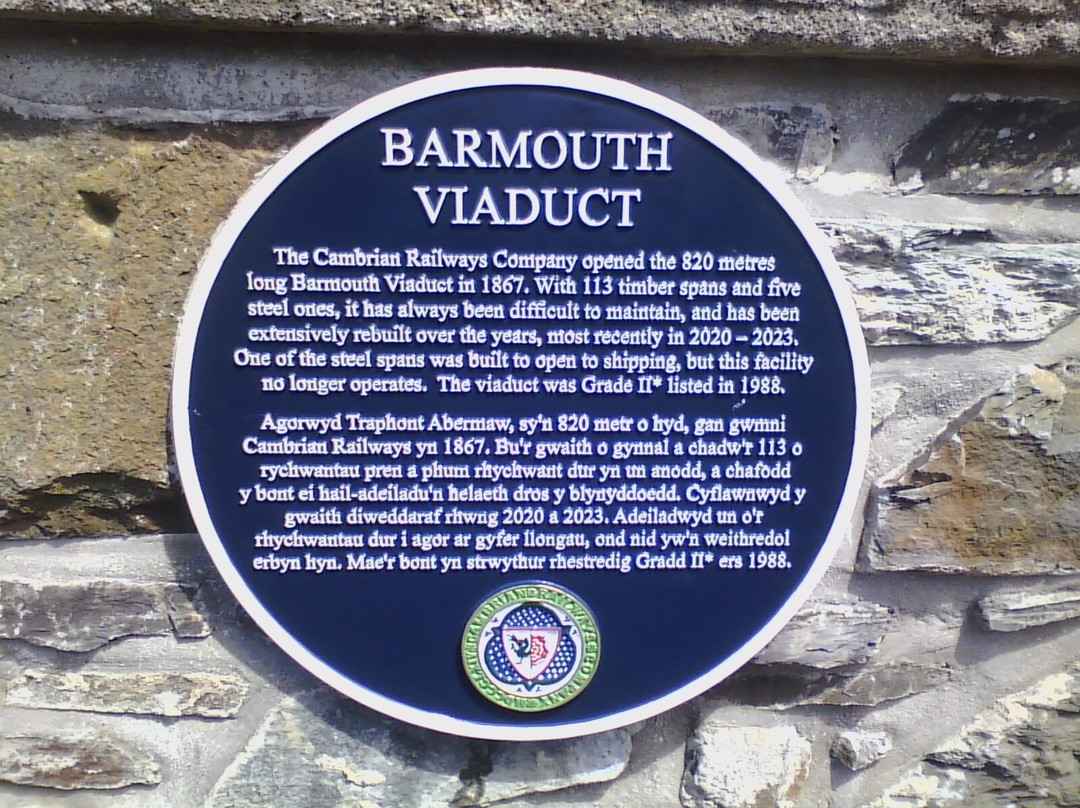 BARMOUTH
VIADUCT
The Cambrian Railways Company opened the 820 metres
long Barmouth Viaduct in 1867. With 113 timber spans and five
steel ones, it has always been difficult to maintain, and has been
extensively rebuilt over the years, most recently in 2020 – 2023.
One of the steel spans was built to open to shipping, but this facility
no longer operates. The viaduct was Grade II* listed in 1988.
Agorwyd Traphont Abermaw, sy'n 820 metr o hyd, gan gwmni
Cambrian Railways yn 1867. Bu'r gwaith o gynnal a chadw'r 113 o
rychwantau pren a phum rhychwant dur yn un anodd, a chafodd
y bont ei hail-adeiladu'n helaeth dros y blynyddoedd. Cyflawnwyd y
gwaith diweddaraf rhwng 2020 a 2023. Adeiladwyd un o'r
rhychwantau dur i agor ar gyfer llongau, ond nid yw'n weithredol
erbyn hyn. Mae'r bont yn strwythur rhestredig Gradd II* ers 1988.